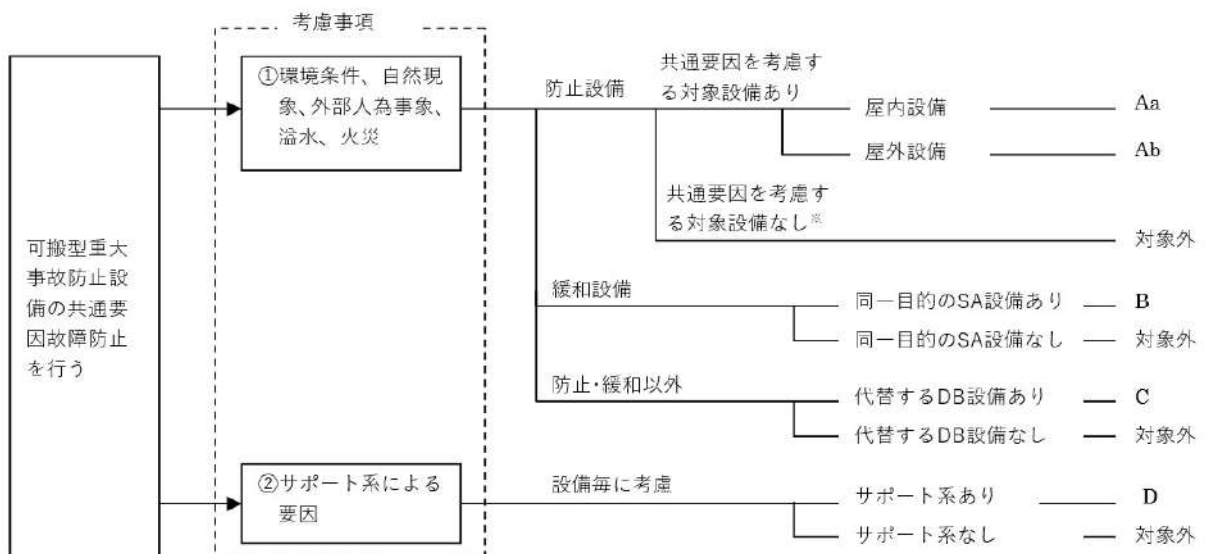 考慮事項
可搬型重大
事故防止設
備の共通要
因故障防止
を行う
①環境条件、自然現
象、外部人為事象、
溢水、火災
防止設備
共通要因を考慮す
る対象設備あり
屋内設備
Aa
屋外設備
Ab
共通要因を考慮す
る対象設備なし※
対象外
緩和設備
同一目的のSA設備あり
B
同一目的のSA設備なし
対象外
防止・緩和以外
代替するDB設備あり
C
代替するDB設備なし
対象外
②サポート系による
要因
設備毎に考慮
サポート系あり
D
サポート系なし
対象外